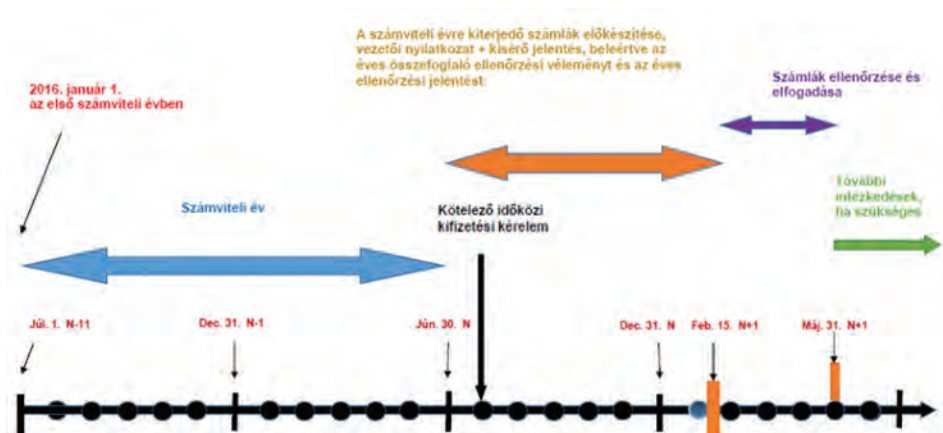 A számviteli évre kiterjedő számlák előkészítése,
vezetői nyilatkozat + kísérő jelentés, beleértve az
éves összefoglaló ellenőrzési véleményt és az éves
ellenőrzési jelentést
2016. január 1.
az első számviteli évben
Számlák ellenőrzése és
elfogadása
További
intézkedések,
ha szükséges
Számviteli év
Kötelező időközi
kifizetési kérelem
Júl. 1. N-11
Dec. 31. N-1
Jún. 30. N
Dec. 31. N
Feb. 15. N+1
Máj. 31. N+1